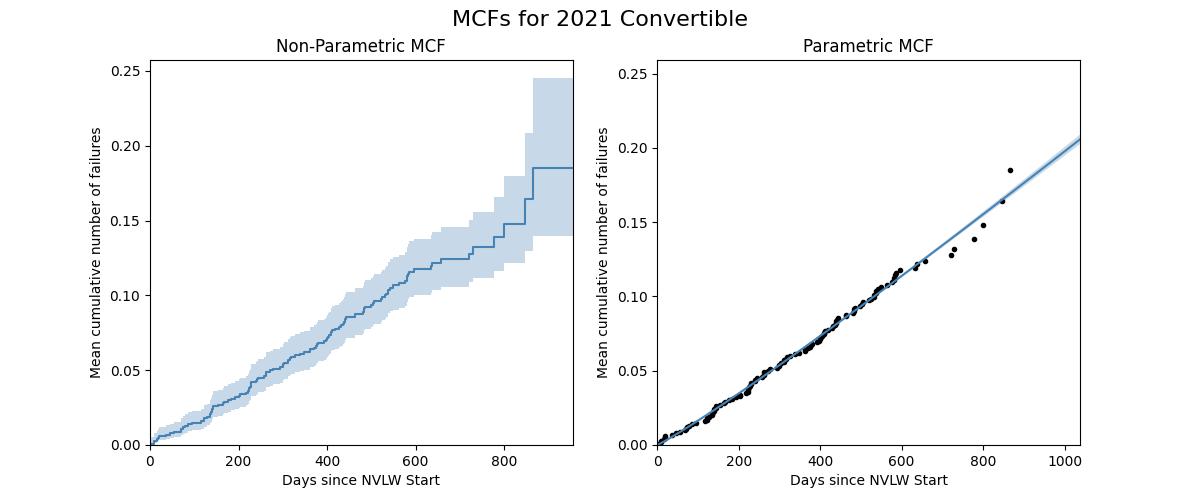 MCFs for 2021 Convertible
Non-Parametric MCF
Mean cumulative number of failures
0.25
0.20
0.15
0.10
0.05
0.00
0 200 400 600 800
Days since NVLW Start
Parametric MCF
Mean cumulative number of failures
0.25
0.20
0.15
0.10
0.05
0.00
0 200 400 600 800 1000
Days since NVLW Start